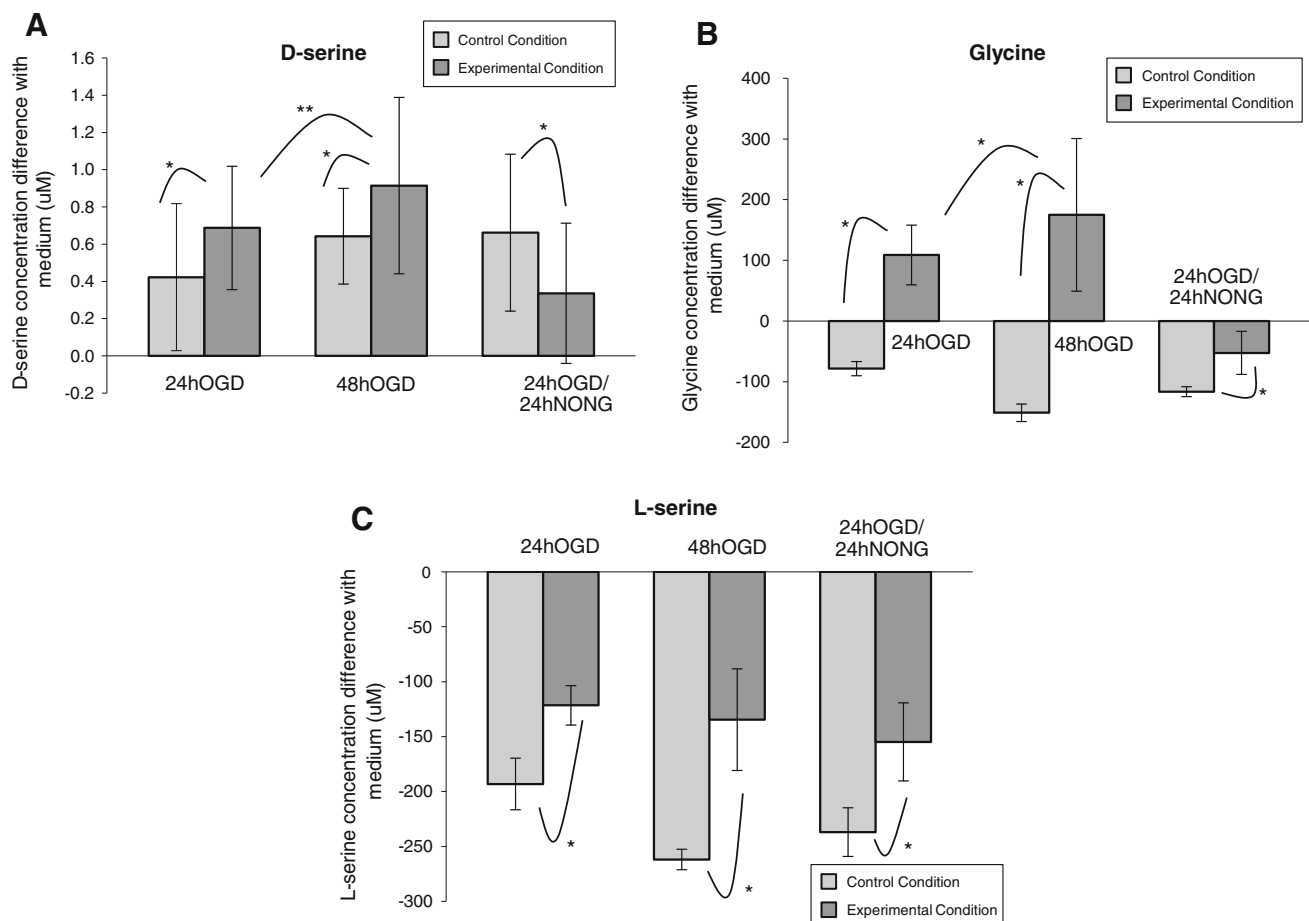 A
D-serine
Control Condition
Experimental Condition
D-serine concentration difference with
medium (uM)
1.6
1.4
1.2
1.0
0.8
0.6
0.4
0.2
0.0
-0.2
*
**
*
*
24hOGD
48hOGD
24hOGD/
24hNONG
B
Glycine
Control Condition
Experimental Condition
Glycine concentration difference with
medium (uM)
400
300
200
100
0
-100
-200
*
*
*
*
24hOGD
48hOGD
24hOGD/
24hNONG
C
L-serine
24hOGD
48hOGD
24hOGD/
24hNONG
L-serine concentration difference with
medium (uM)
0
-50
-100
-150
-200
-250
-300
*
*
*
Control Condition
Experimental Condition